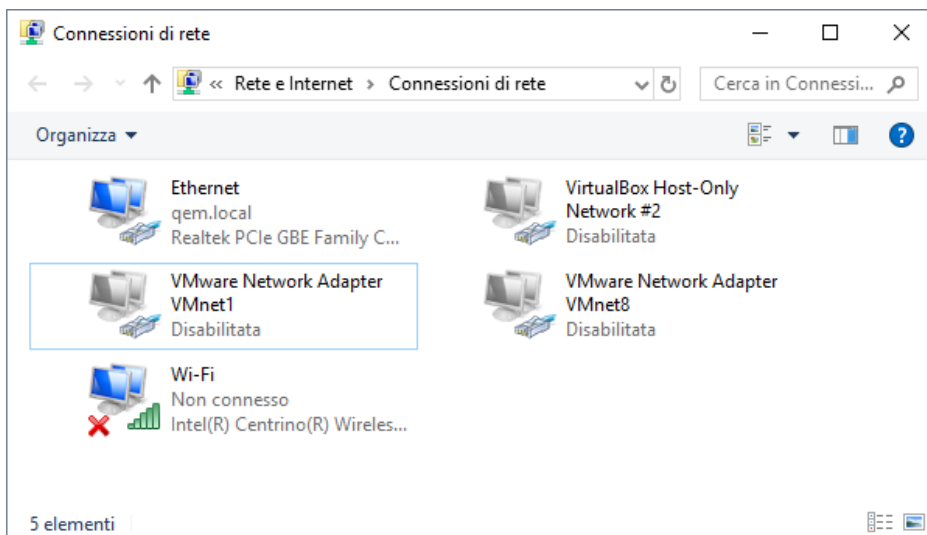 Connessioni di rete
« Rete e Internet > Connessioni di rete
Cerca in Connessi...
Organizza
Ethernet
qem.local
Realtek PCIe GBE Family C...
VirtualBox Host-Only
Network #2
Disabilitata
VMware Network Adapter
VMnet1
Disabilitata
VMware Network Adapter
VMnet8
Disabilitata
Wi-Fi
Non connesso
Intel(R) Centrino(R) Wireles...
5 elementi